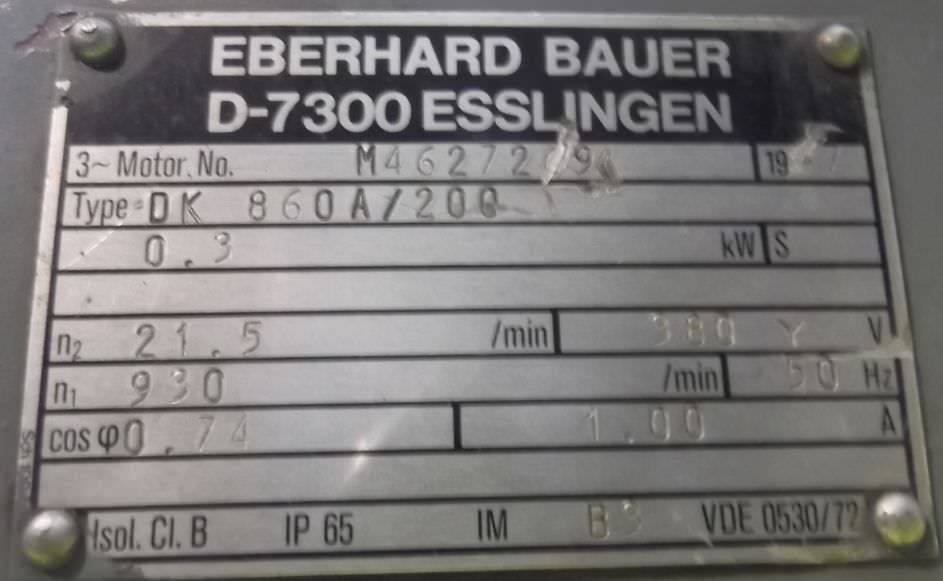 EBERHARD BAUER
D-7300 ESSLINGEN
3~ Motor. No. 19
Type DK 860A/200
0.3 kW S
n₂ 21.5 /min 380 Y V
n₁ 930 /min 50 Hz
cos φ 0.74 1.00 A
Isol. Cl. B IP 65 IM B3 VDE 0530/72